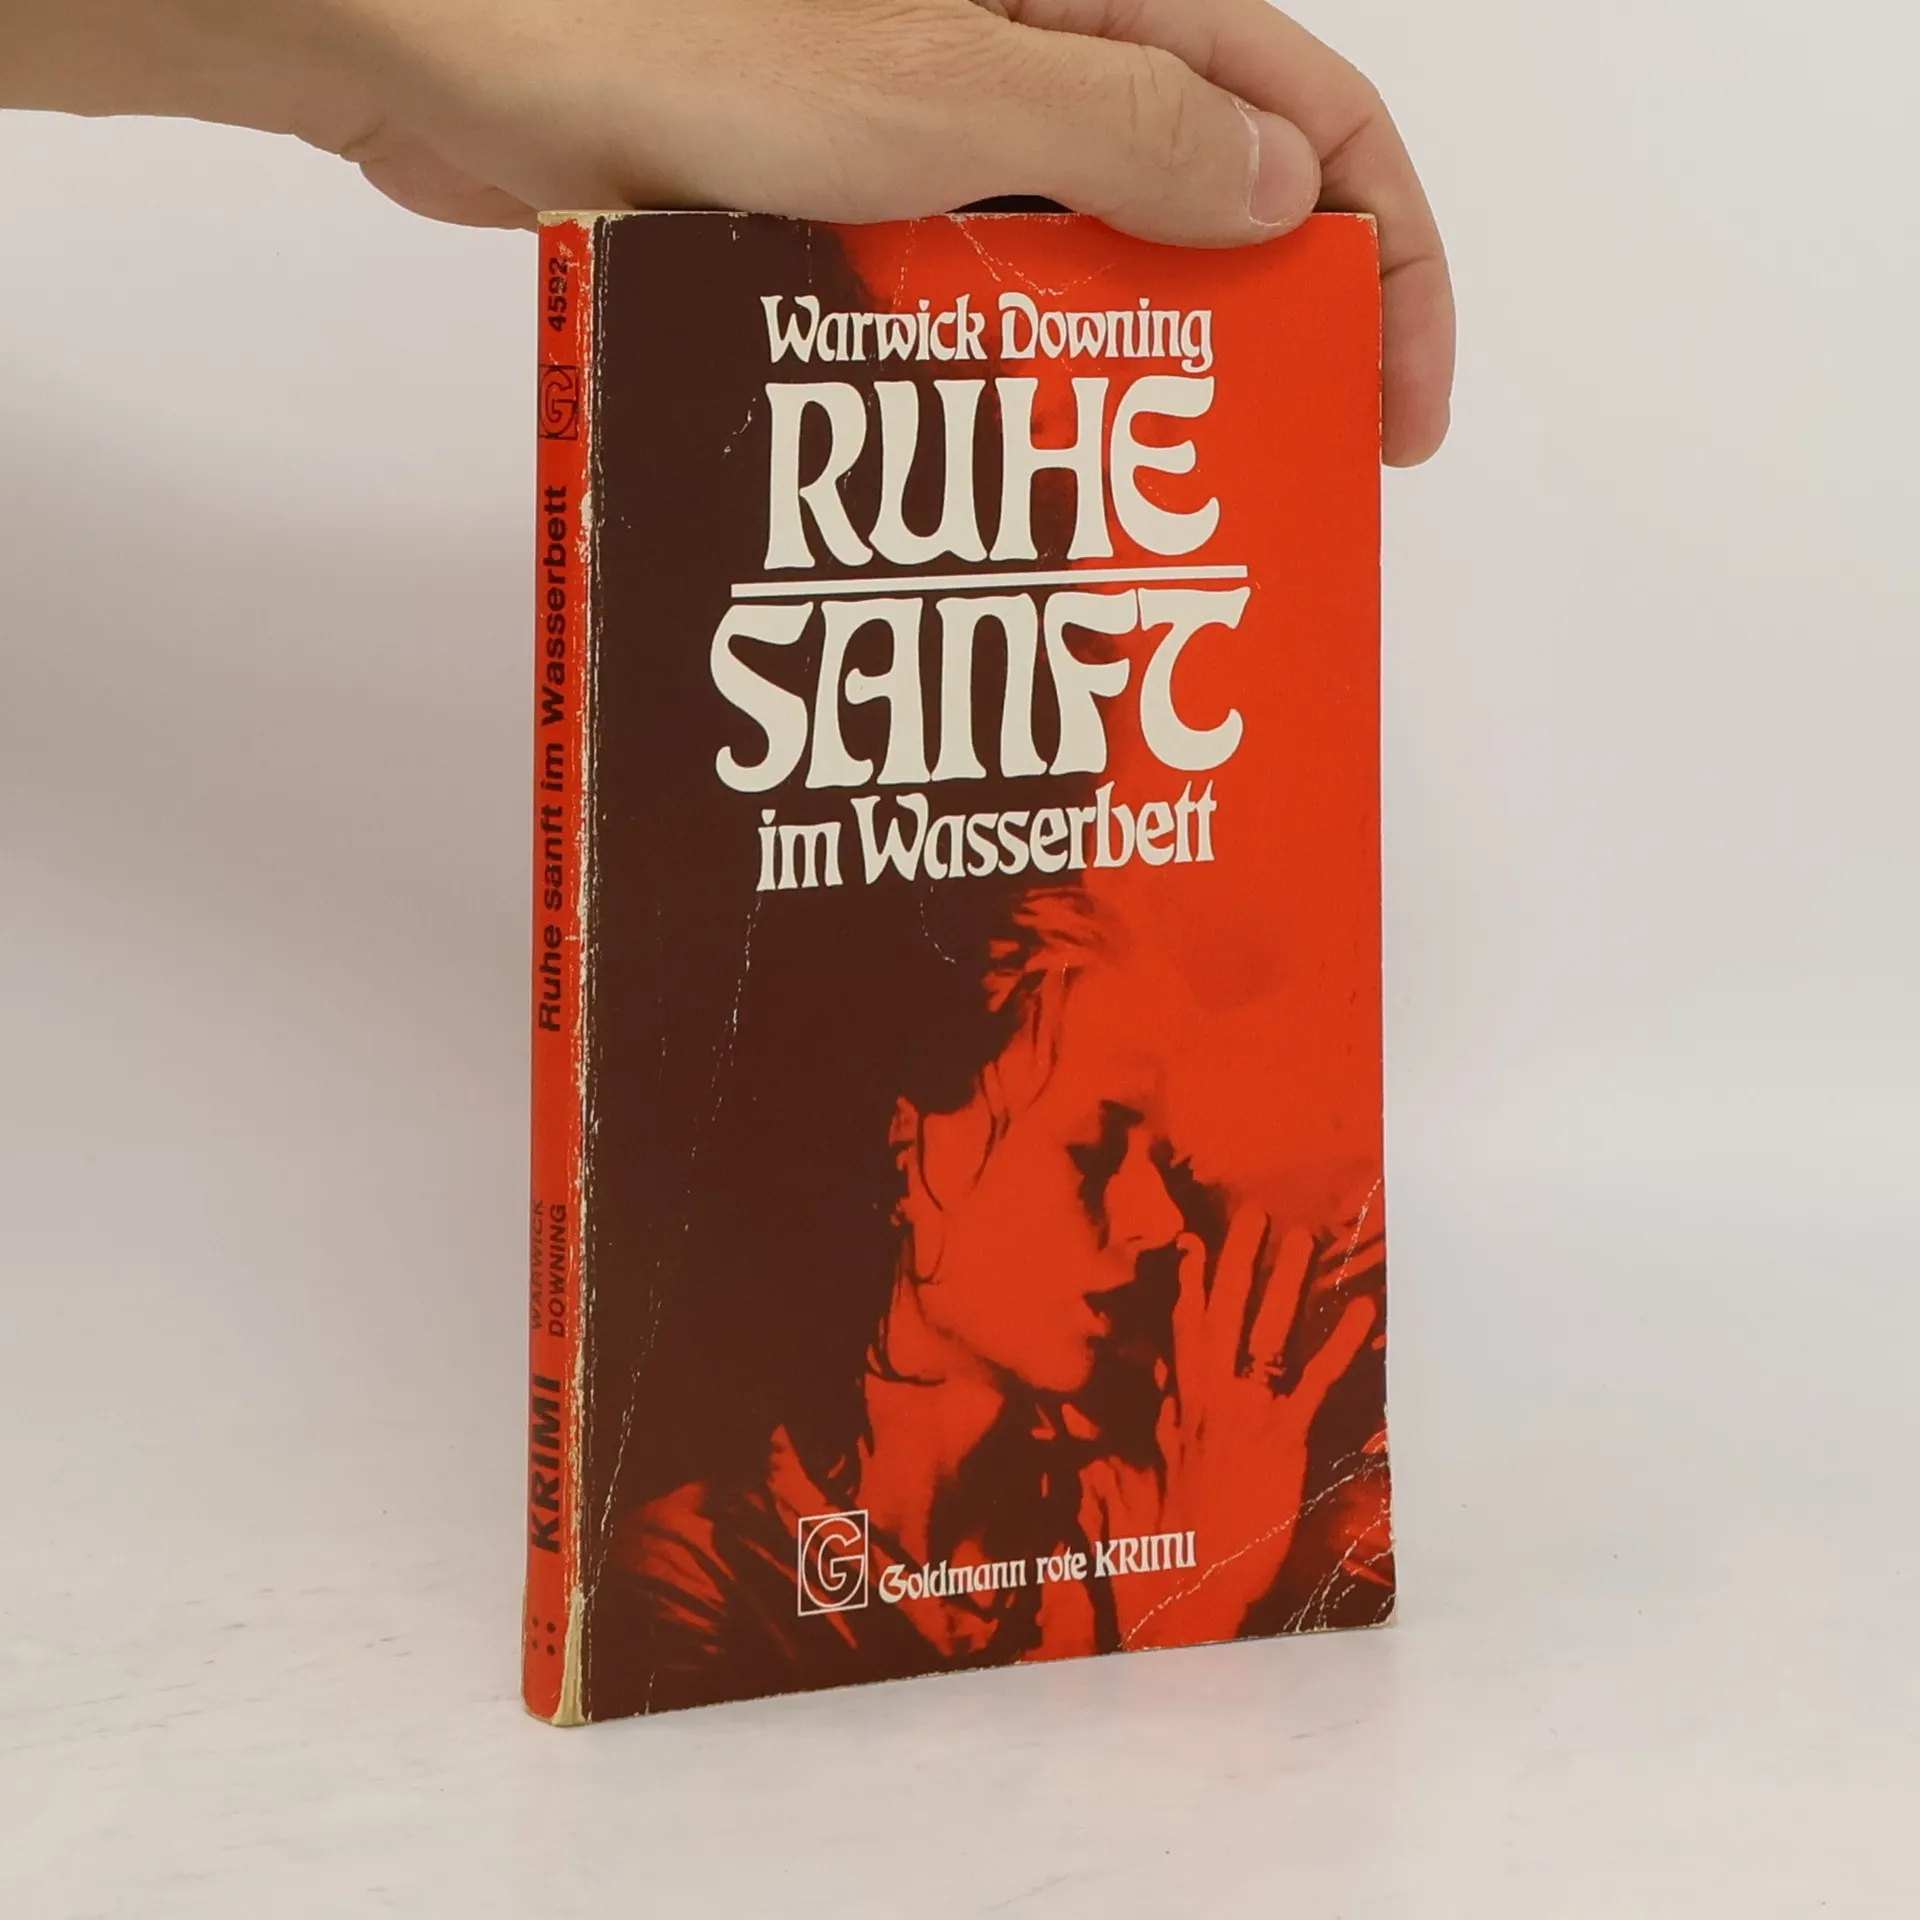 Warwick Downing
RUHE
SANFT
im Wasserbett
G Goldmann rote KRIMI
4592
G
Ruhe sanft im Wasserbett
WARWICK
DOWNING
KRIMI